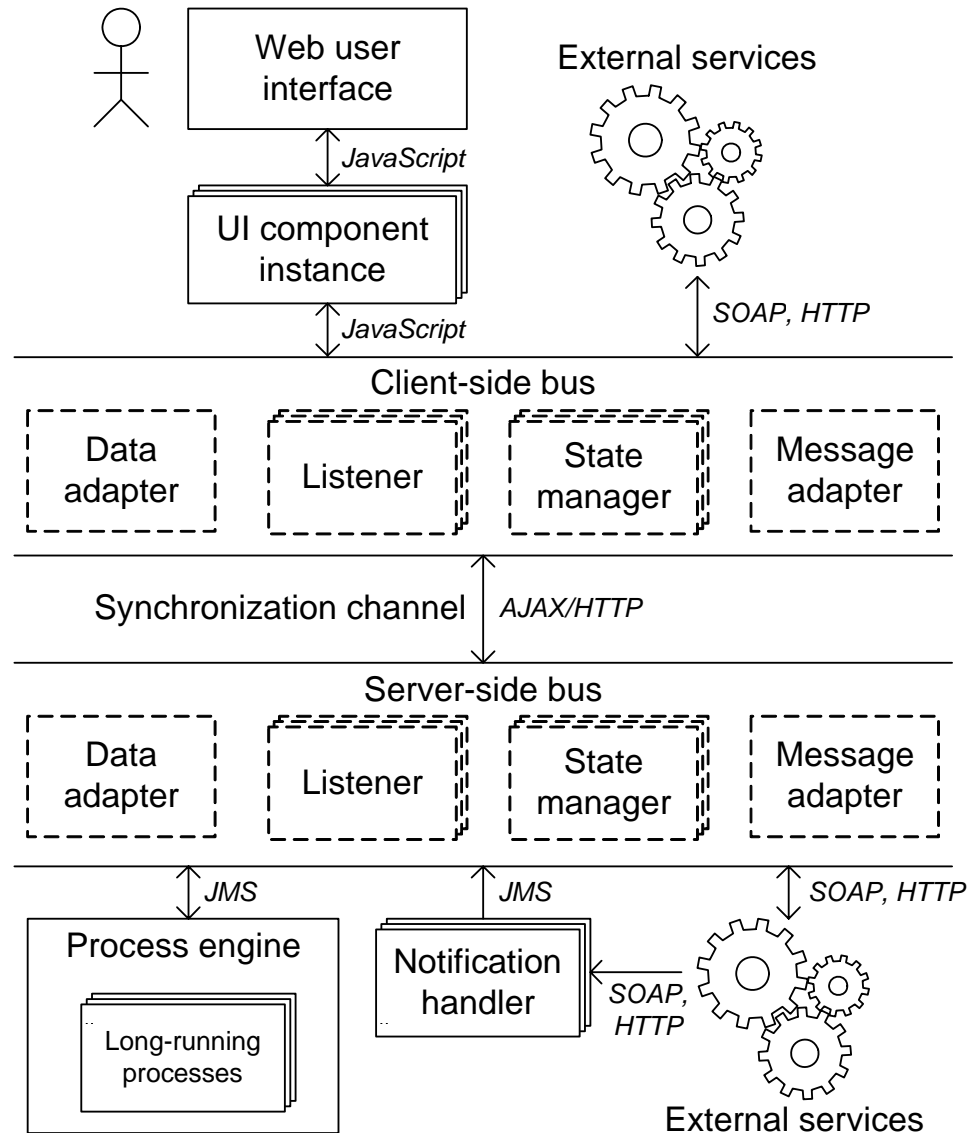 Web user
interface
External services
JavaScript
UI component
instance
JavaScript
SOAP, HTTP
Client-side bus
Data
adapter
Listener
State
manager
Message
adapter
Synchronization channel
AJAX/HTTP
Server-side bus
Data
adapter
Listener
State
manager
Message
adapter
JMS
JMS
SOAP, HTTP
Process engine
Long-running
processes
Notification
handler
SOAP,
HTTP
External services